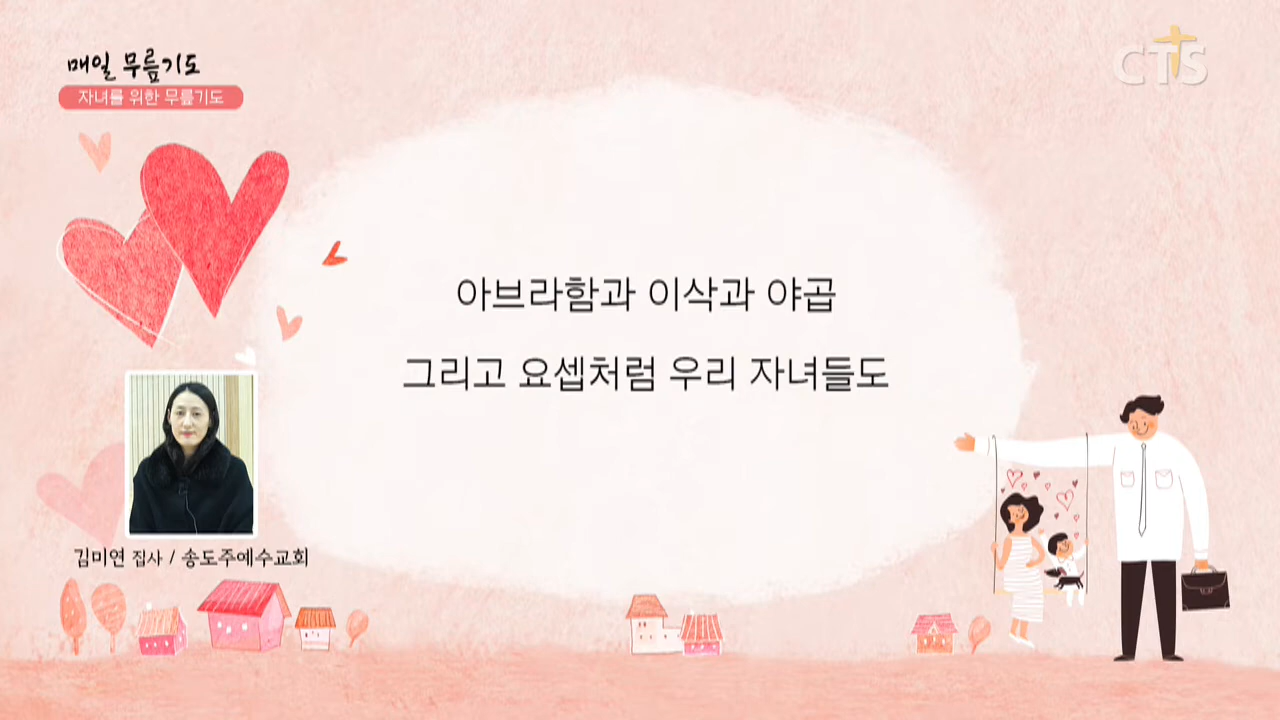 매일 무릎기도
자녀를 위한 무릎기도
CTS
아브라함과 이삭과 야곱
그리고 요셉처럼 우리 자녀들도
김미연 집사 / 송도주예수교회